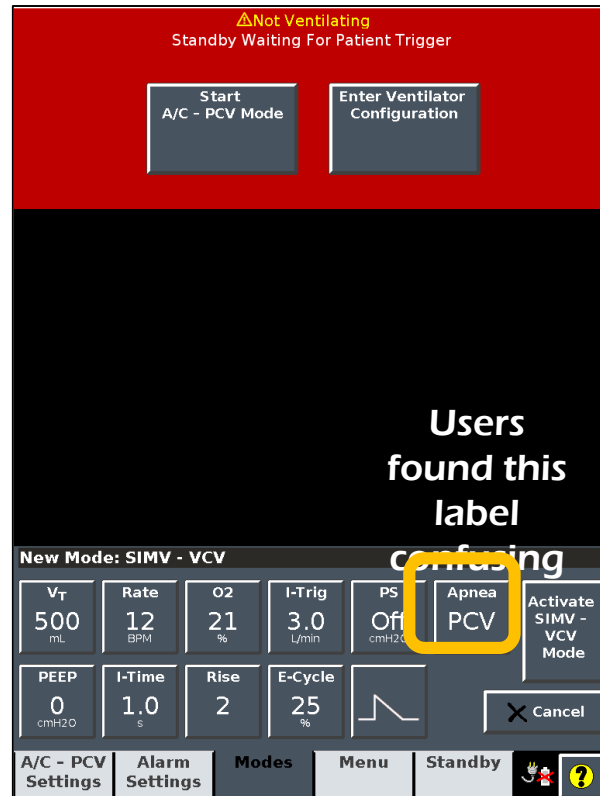 ⚠Not Ventilating
Standby Waiting For Patient Trigger
Start
A/C - PCV Mode
Enter Ventilator
Configuration
Users
found this
label
confusing
New Mode: SIMV - VCV
VT
500
mL
Rate
12
BPM
O2
21
%
I-Trig
3.0
L/min
PS
Off
cmH2O
Apnea
PCV
Activate
SIMV -
VCV
Mode
PEEP
0
cmH2O
I-Time
1.0
s
Rise
2
E-Cycle
25
%
Cancel
A/C - PCV
Settings
Alarm
Settings
Modes
Menu
Standby
?